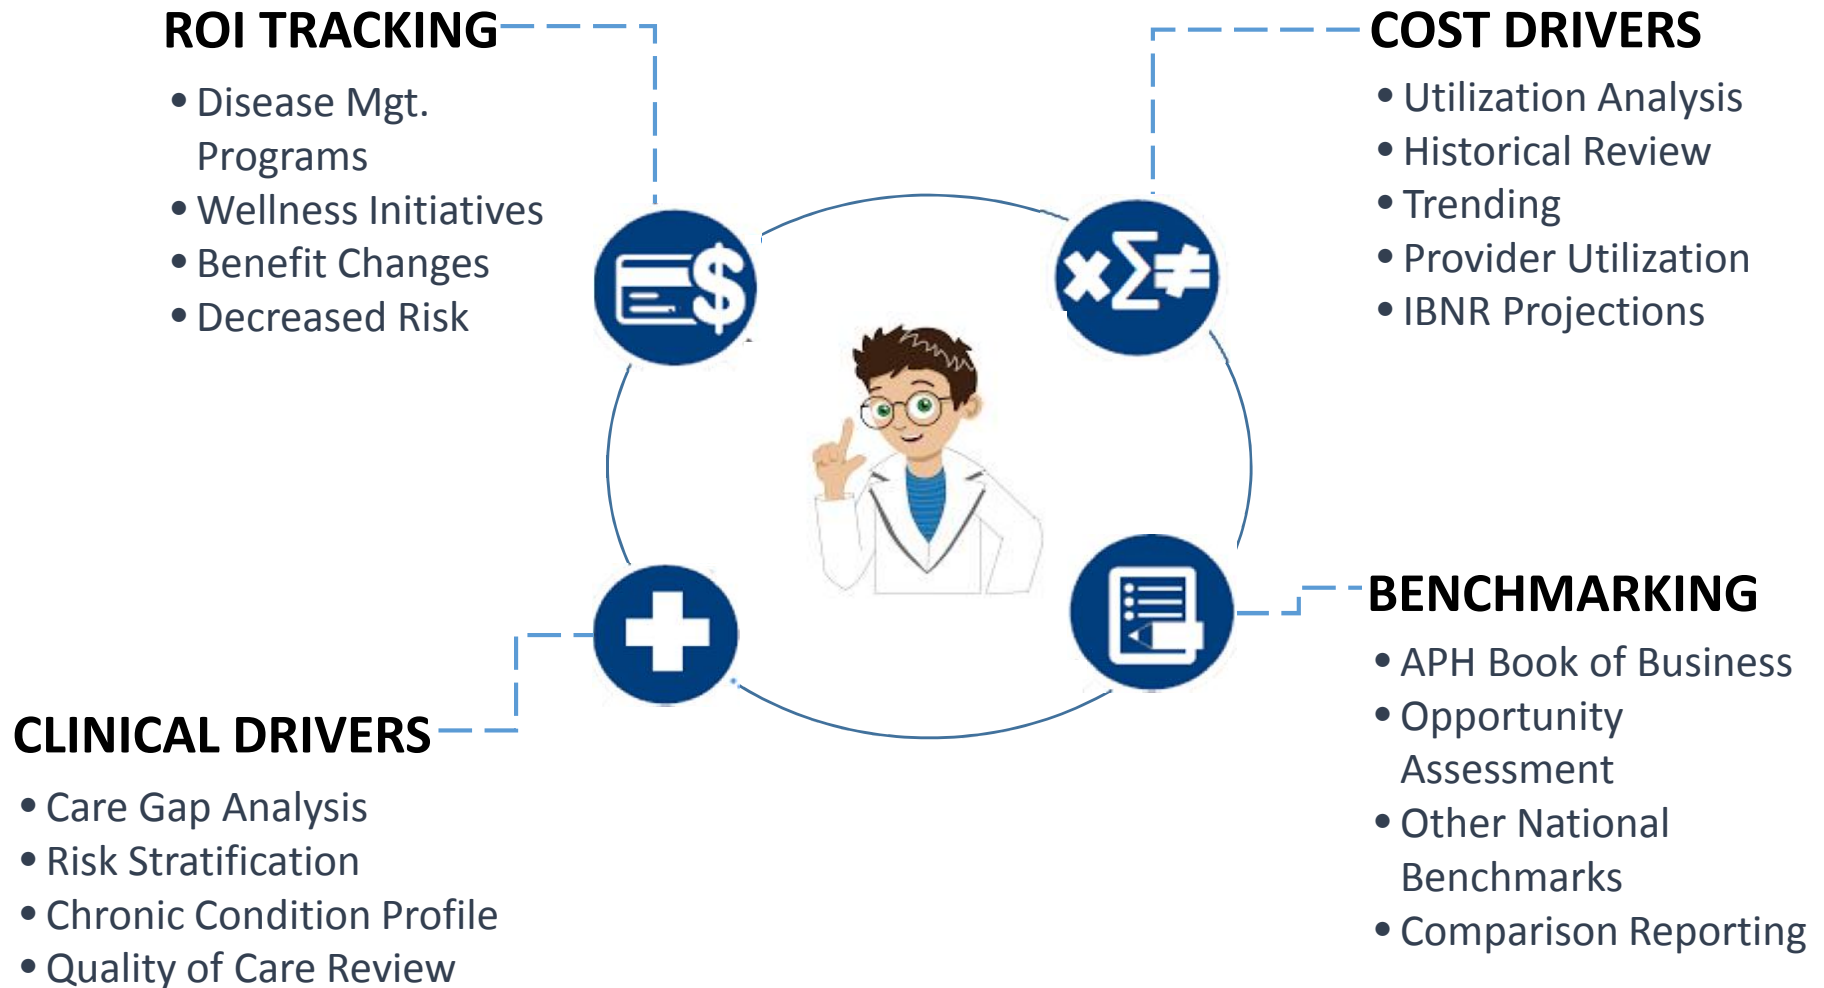 ROI TRACKING
• Disease Mgt.
Programs
• Wellness Initiatives
• Benefit Changes
• Decreased Risk
COST DRIVERS
• Utilization Analysis
• Historical Review
• Trending
• Provider Utilization
• IBNR Projections
CLINICAL DRIVERS
• Care Gap Analysis
• Risk Stratification
• Chronic Condition Profile
• Quality of Care Review
BENCHMARKING
• APH Book of Business
• Opportunity
Assessment
• Other National
Benchmarks
• Comparison Reporting